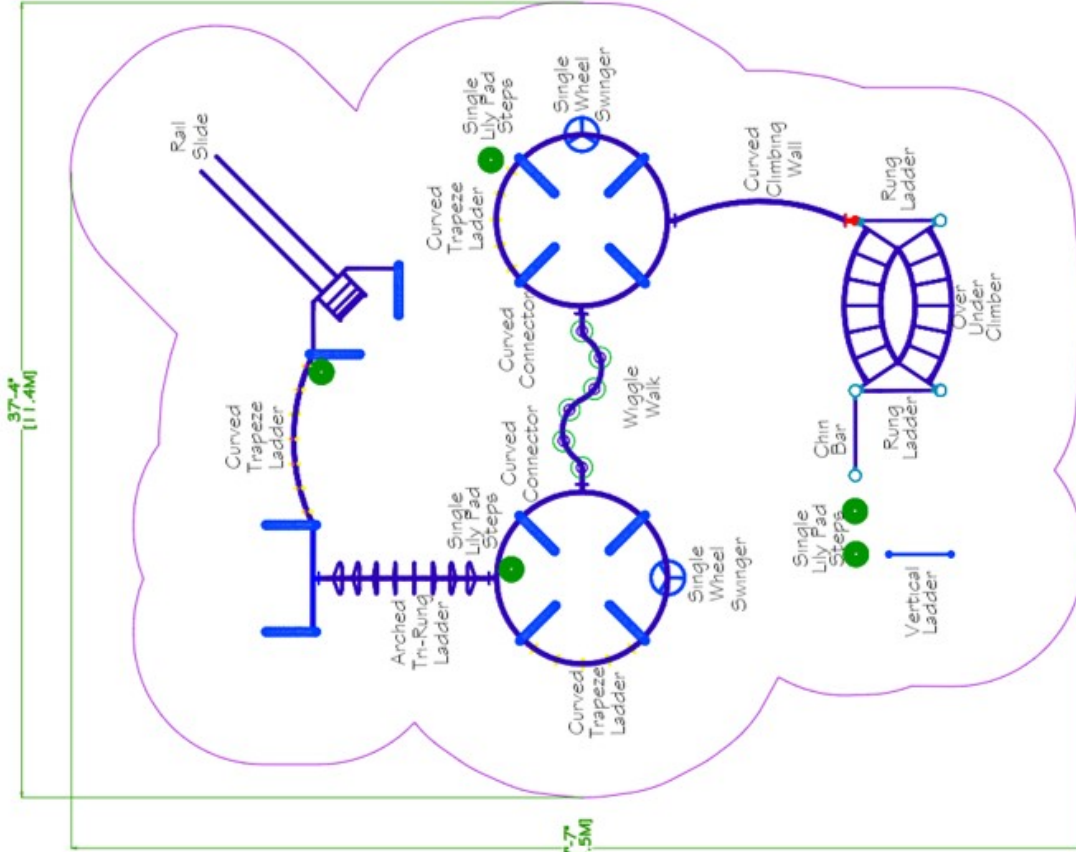 37'-4"
[11.4M]
Rail
Slide
Curved
Trapeze
Ladder
Single
Lily Pad
Steps
Single
Wheel
Swinger
Curved
Trapeze
Ladder
Curved
Connector
Curved
Connector
Wiggle
Walk
Single
Lily Pad
Steps
Arched
Tri-Rung
Ladder
Curved
Trapeze
Ladder
Single
Wheel
Swinger
Curved
Climbing
Wall
Rung
Ladder
Over
Under
Climber
Rung
Ladder
Chin
Bar
Single
Lily Pad
Steps
Vertical
Ladder
-7"
.5M]